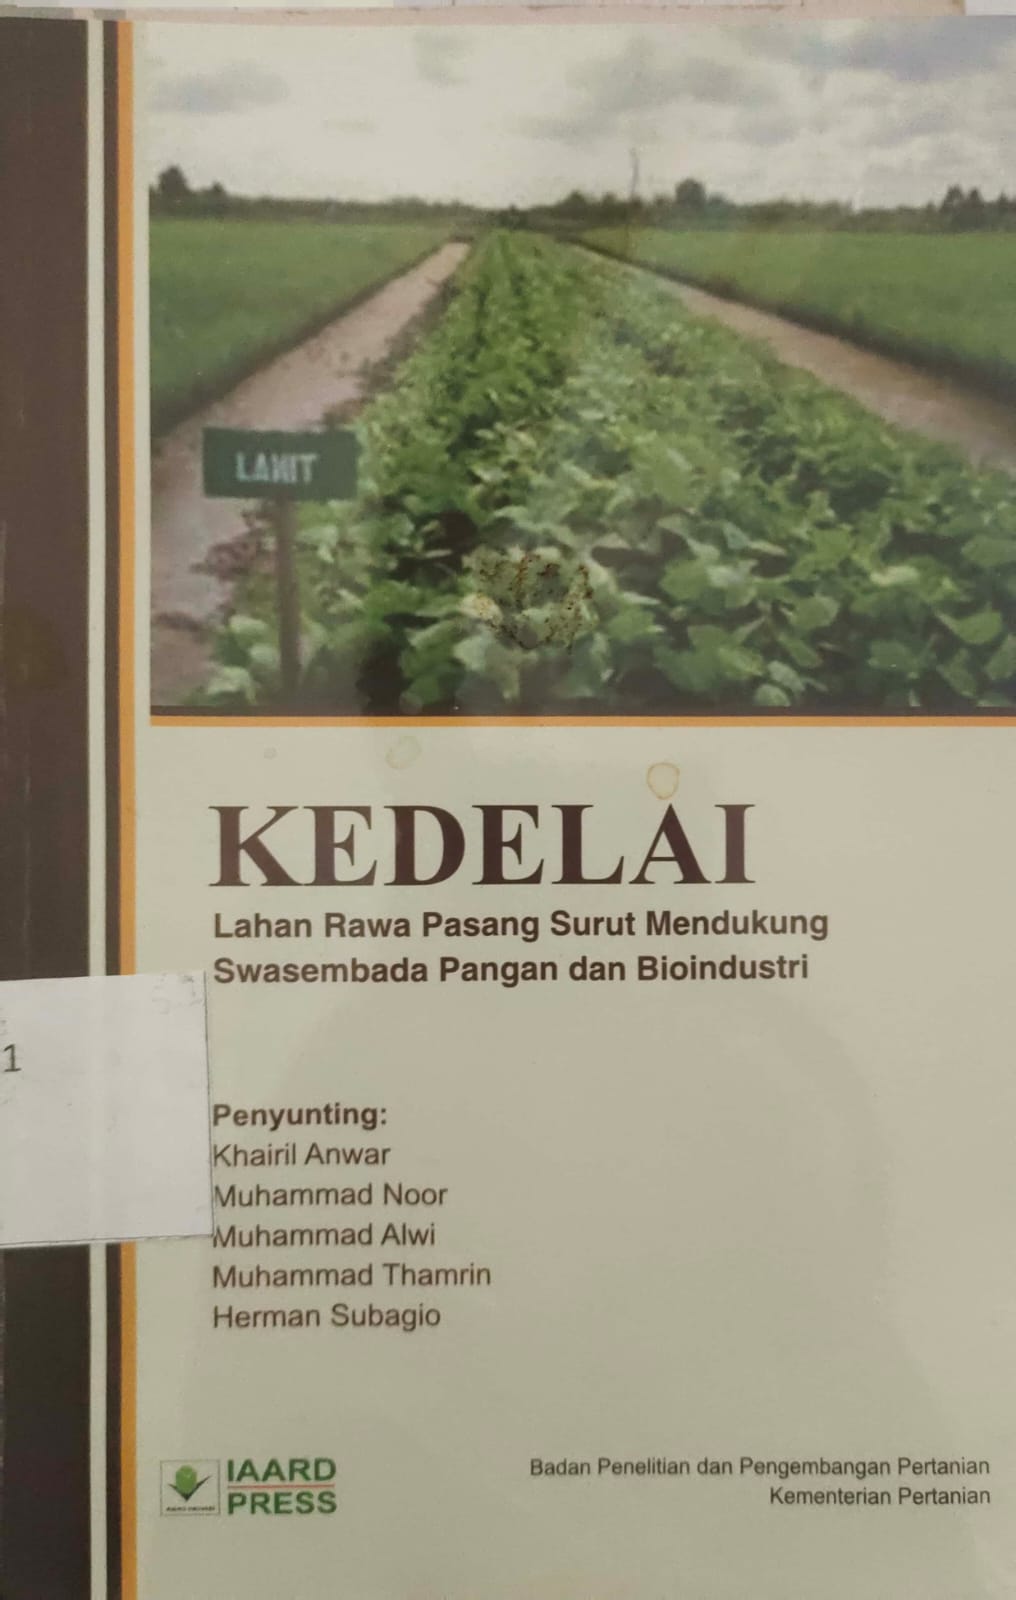 LAWIT
KEDELAI
Lahan Rawa Pasang Surut Mendukung
Swasembada Pangan dan Bioindustri
1
Penyunting:
Khairil Anwar
Muhammad Noor
Muhammad Alwi
Muhammad Thamrin
Herman Subagio
IAARD
PRESS
Badan Penelitian dan Pengembangan Pertanian
Kementerian Pertanian